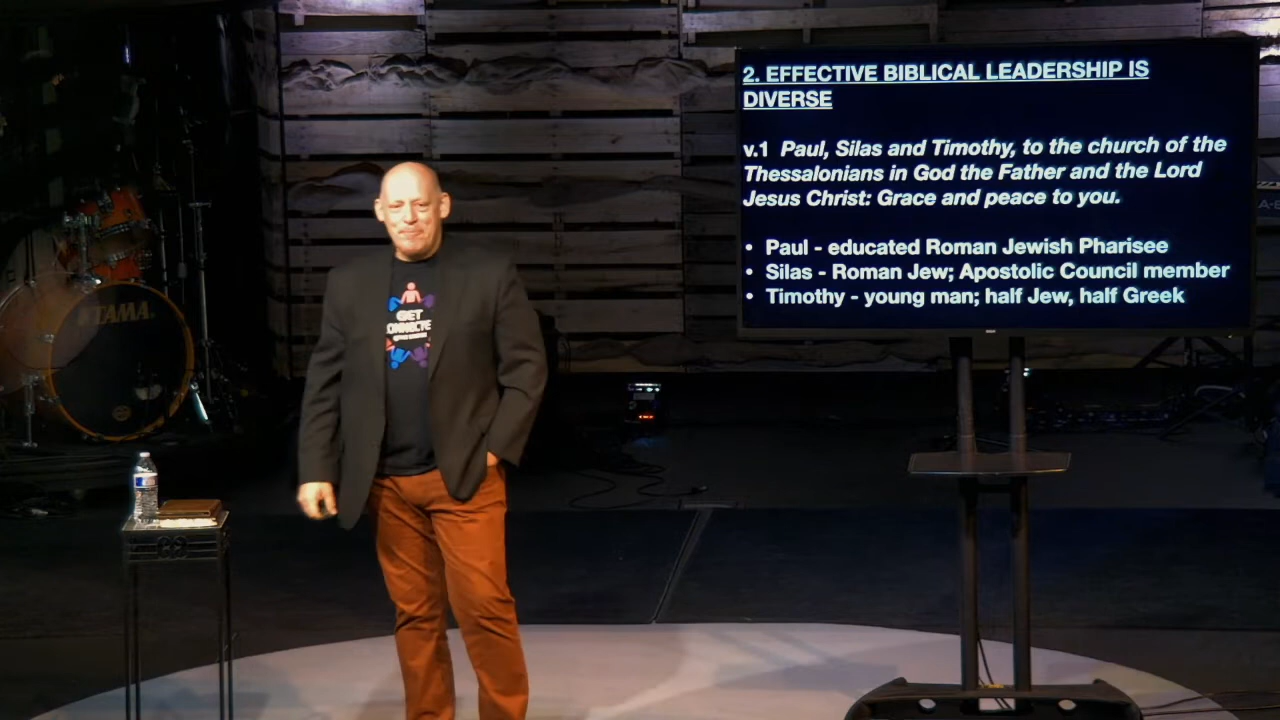 2. EFFECTIVE BIBLICAL LEADERSHIP IS
DIVERSE
v.1 Paul, Silas and Timothy, to the church of the
Thessalonians in God the Father and the Lord
Jesus Christ: Grace and peace to you.
• Paul - educated Roman Jewish Pharisee
• Silas - Roman Jew; Apostolic Council member
• Timothy - young man; half Jew, half Greek
GET
TAMA